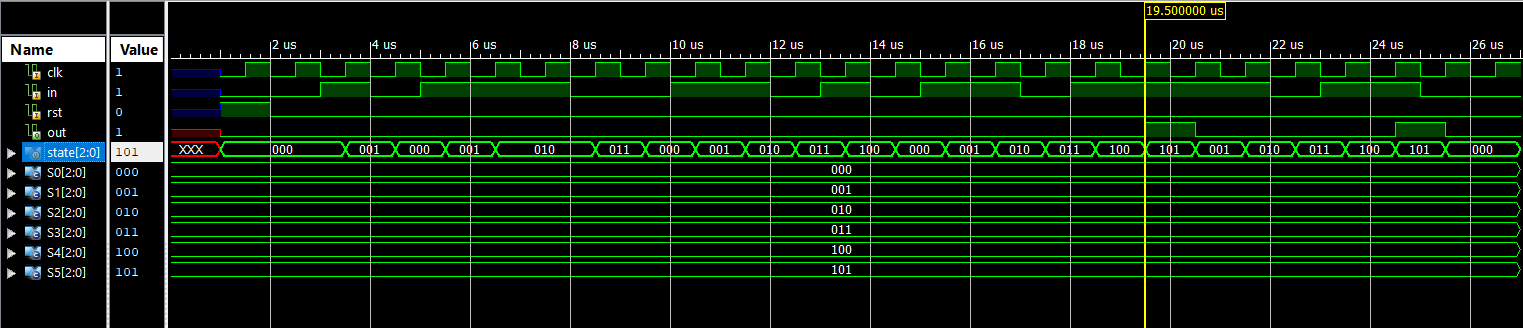 19.500000 us
Name Value 2 us 4 us 6 us 8 us 10 us 12 us 14 us 16 us 18 us 20 us 22 us 24 us 26 us
clk 1
in 1
rst 0
out 1
state[2:0] 101 XXX 000 001 000 001 010 011 000 001 010 011 100 000 001 010 011 100 101 001 010 011 100 101 000
S0[2:0] 000 000
S1[2:0] 001 001
S2[2:0] 010 010
S3[2:0] 011 011
S4[2:0] 100 100
S5[2:0] 101 101